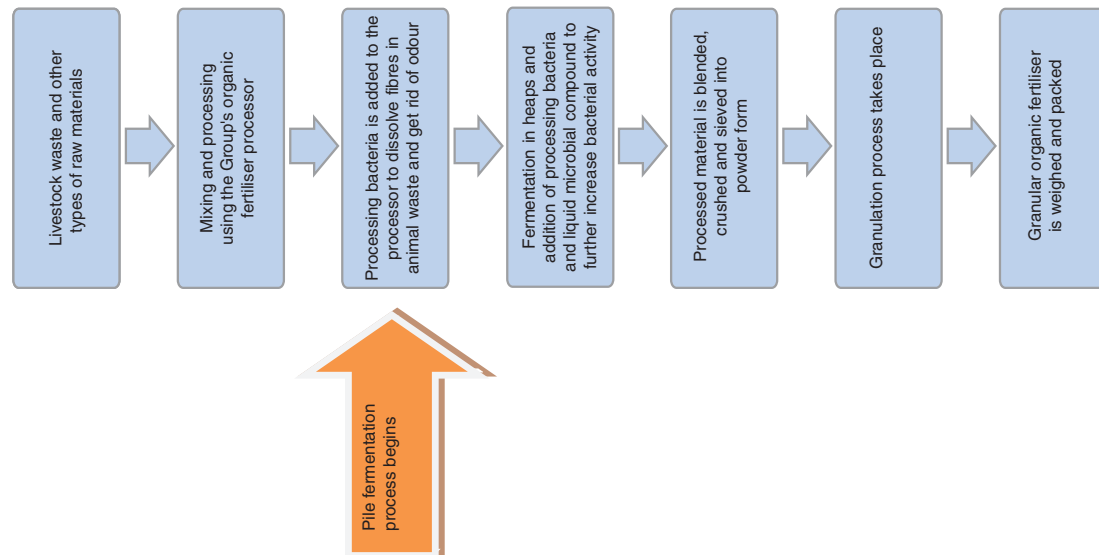 Livestock waste and other
types of raw materials
Mixing and processing
using the Group's organic
fertiliser processor
Processing bacteria is added to the
processor to dissolve fibres in
animal waste and get rid of odour
Fermentation in heaps and
addition of processing bacteria
and liquid microbial compound to
further increase bacterial activity
Processed material is blended,
crushed and sieved into
powder form
Granulation process takes place
Granular organic fertiliser
is weighed and packed
Pile fermentation
process begins